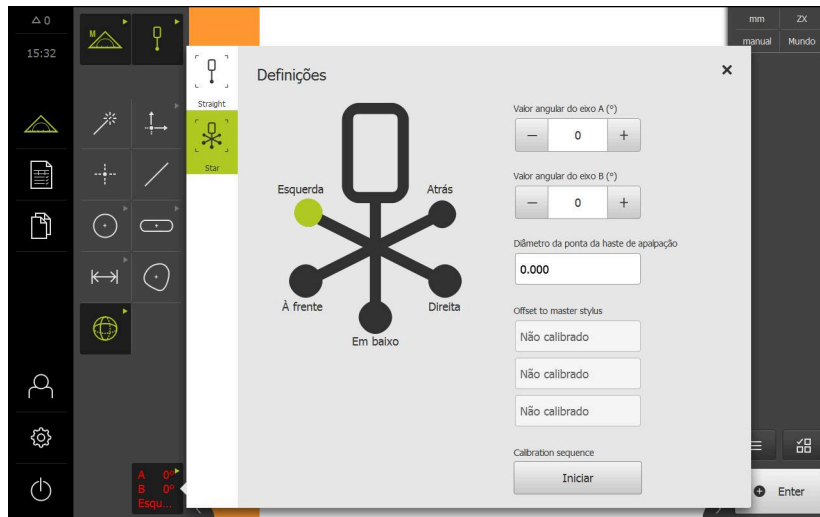 0
mm
ZX
15:32
M
manual
Mundo
Definições
Straight
Star
Esquerda
Atrás
À frente
Direita
Em baixo
Valor angular do eixo A (°)
0
Valor angular do eixo B (°)
0
Diâmetro da ponta da haste de apalpação
0.000
Offset to master stylus
Não calibrado
Não calibrado
Não calibrado
Calibration sequence
Iniciar
A 0°
B 0°
Esqu...
Enter